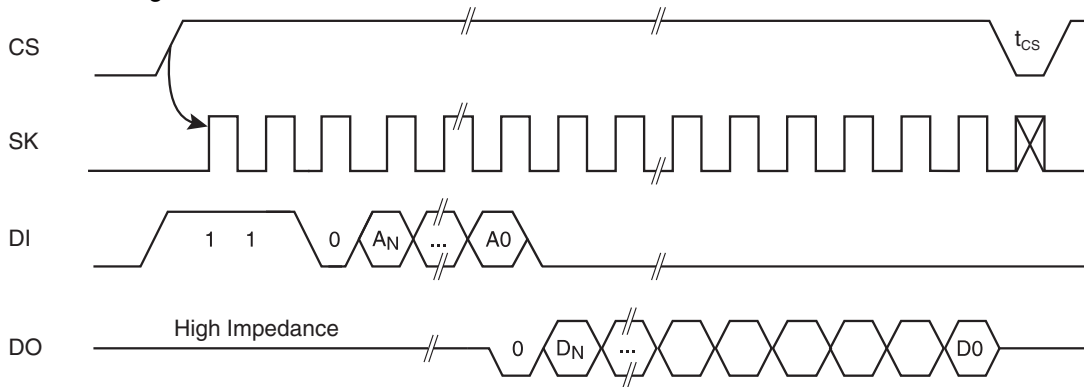 CS
t_CS
SK
DI
1 1 0 A_N ... A0
High Impedance
DO
0 D_N ... D0